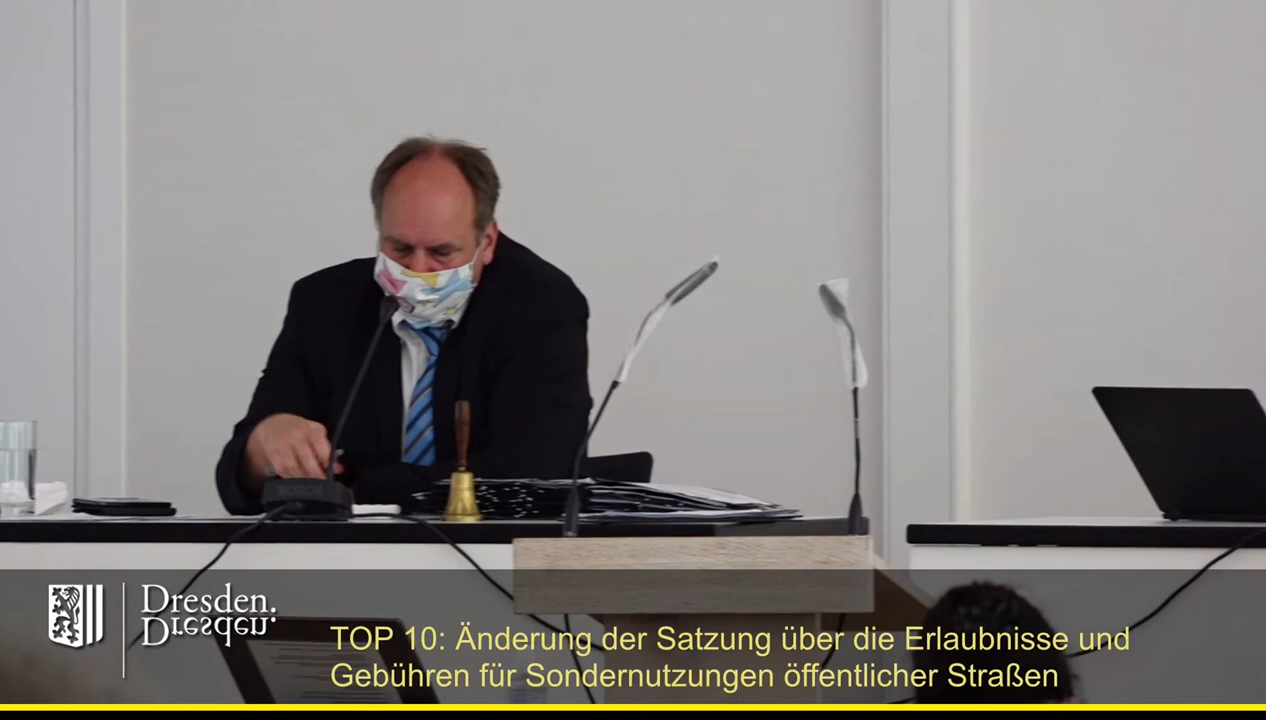 Dresden.
Dresden.
TOP 10: Änderung der Satzung über die Erlaubnisse und
Gebühren für Sondernutzungen öffentlicher Straßen